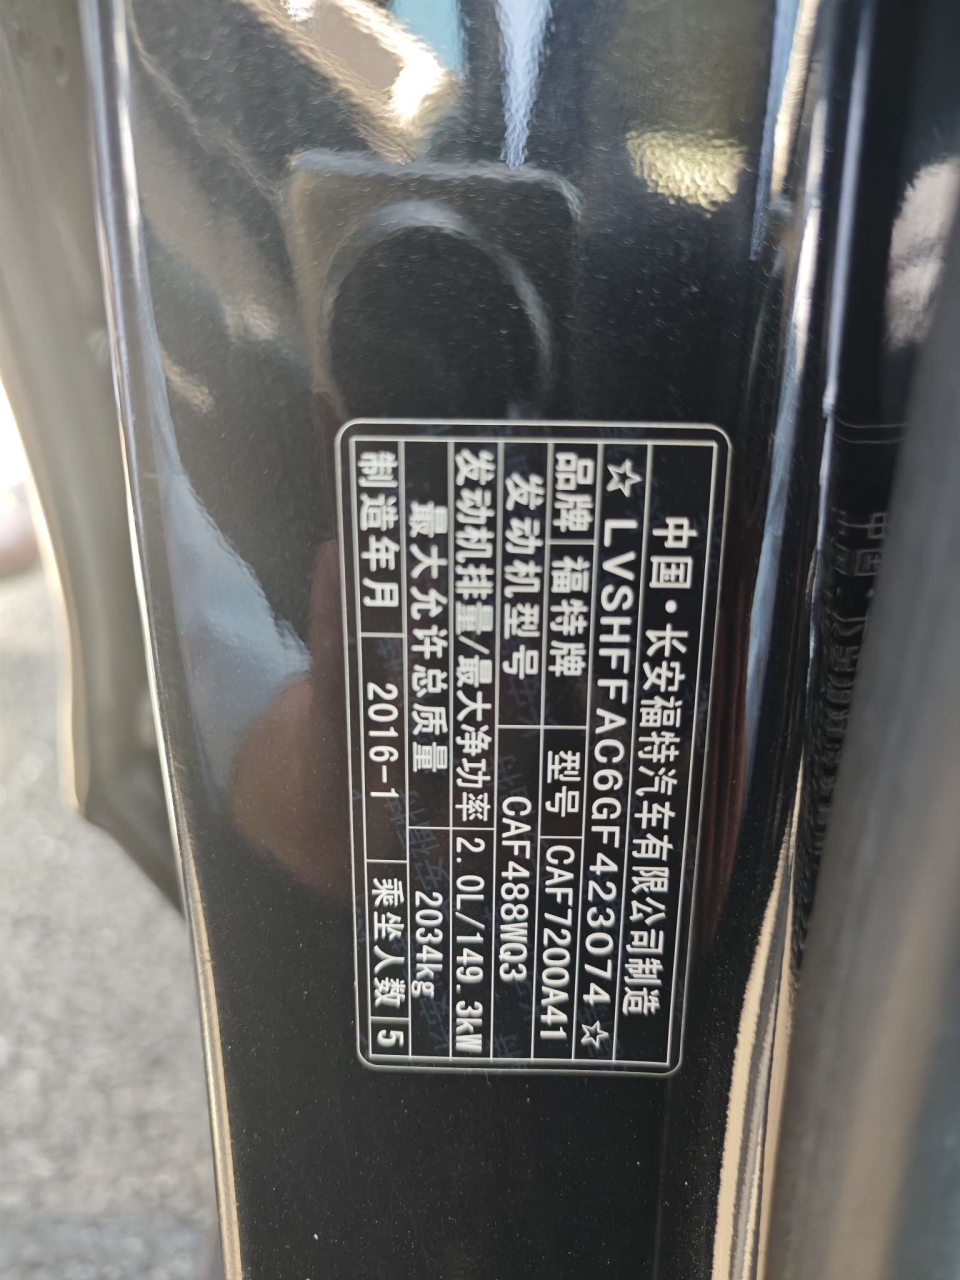 中国·长安福特汽车有限公司制造
☆LVSHFFAC6GF423074☆
品牌 福特牌 型号 CAF7200A41
发动机型号 CAF488WQ3
发动机排量/最大净功率 2.0L/149.3kW
最大允许总质量 2034kg
制造年月 2016-1 乘坐人数 5